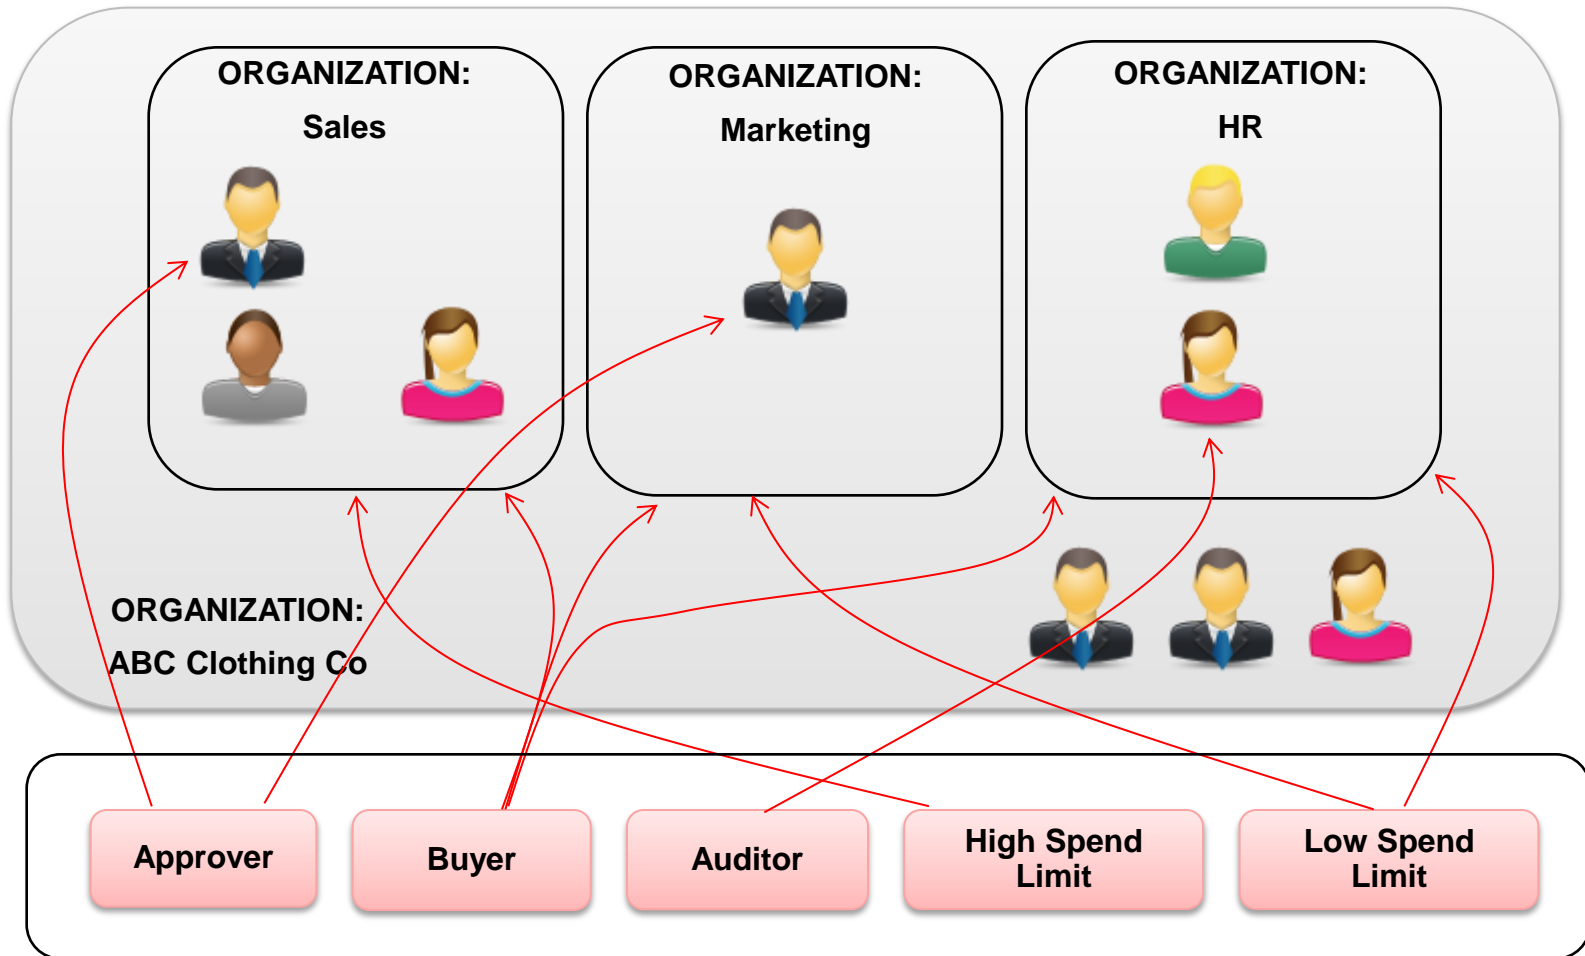 ORGANIZATION:
Sales
ORGANIZATION:
Marketing
ORGANIZATION:
HR
ORGANIZATION:
ABC Clothing Co
Approver
Buyer
Auditor
High Spend
Limit
Low Spend
Limit